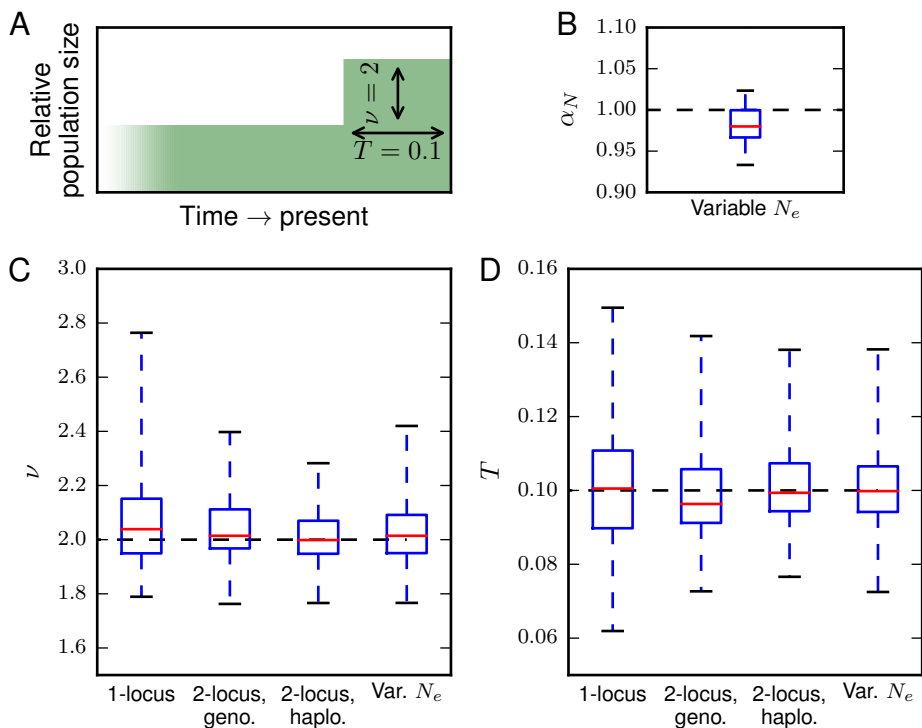 A
Relative
population size
ν = 2
T = 0.1
Time → present
B
1.10
1.05
1.00
0.95
0.90
α_N
Variable N_e
C
3.0
2.8
2.6
2.4
2.2
2.0
1.8
1.6
ν
1-locus
2-locus, geno.
2-locus, haplo.
Var. N_e
D
0.16
0.14
0.12
0.10
0.08
0.06
T
1-locus
2-locus, geno.
2-locus, haplo.
Var. N_e